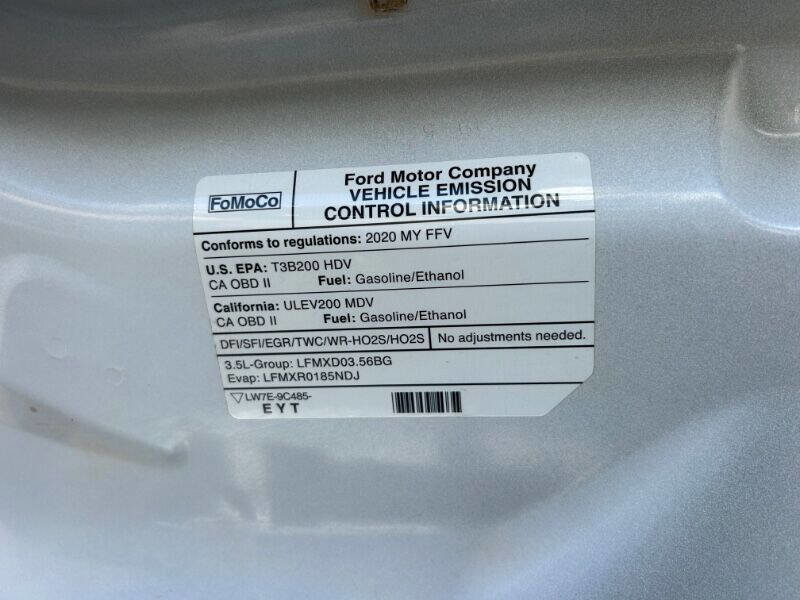 FoMoCo
Ford Motor Company
VEHICLE EMISSION
CONTROL INFORMATION
Conforms to regulations: 2020 MY FFV
U.S. EPA: T3B200 HDV
CA OBD II Fuel: Gasoline/Ethanol
California: ULEV200 MDV
CA OBD II Fuel: Gasoline/Ethanol
DFI/SFI/EGR/TWC/WR-HO2S/HO2S No adjustments needed.
3.5L-Group: LFMXD03.56BG
Evap: LFMXR0185NDJ
▽LW7E-9C485-
EYT